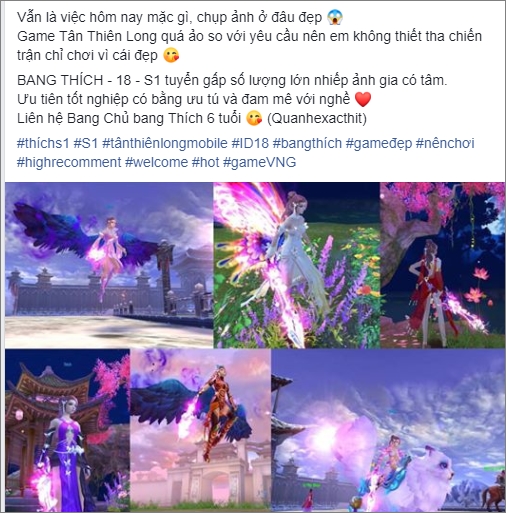 Vẫn là việc hôm nay mặc gì, chụp ảnh ở đâu đẹp 😱
Game Tân Thiên Long quá ảo so với yêu cầu nên em không thiết tha chiến
trận chỉ chơi vì cái đẹp 😋
BANG THÍCH - 18 - S1 tuyển gấp số lượng lớn nhiếp ảnh gia có tâm.
Ưu tiên tốt nghiệp có bằng ưu tú và đam mê với nghề ❤️
Liên hệ Bang Chủ bang Thích 6 tuổi 😋 (Quanhexacthit)
#thíchs1 #S1 #tânthiênlongmobile #ID18 #bangthích #gameđẹp #nênchơi
#highrecomment #welcome #hot #gameVNG